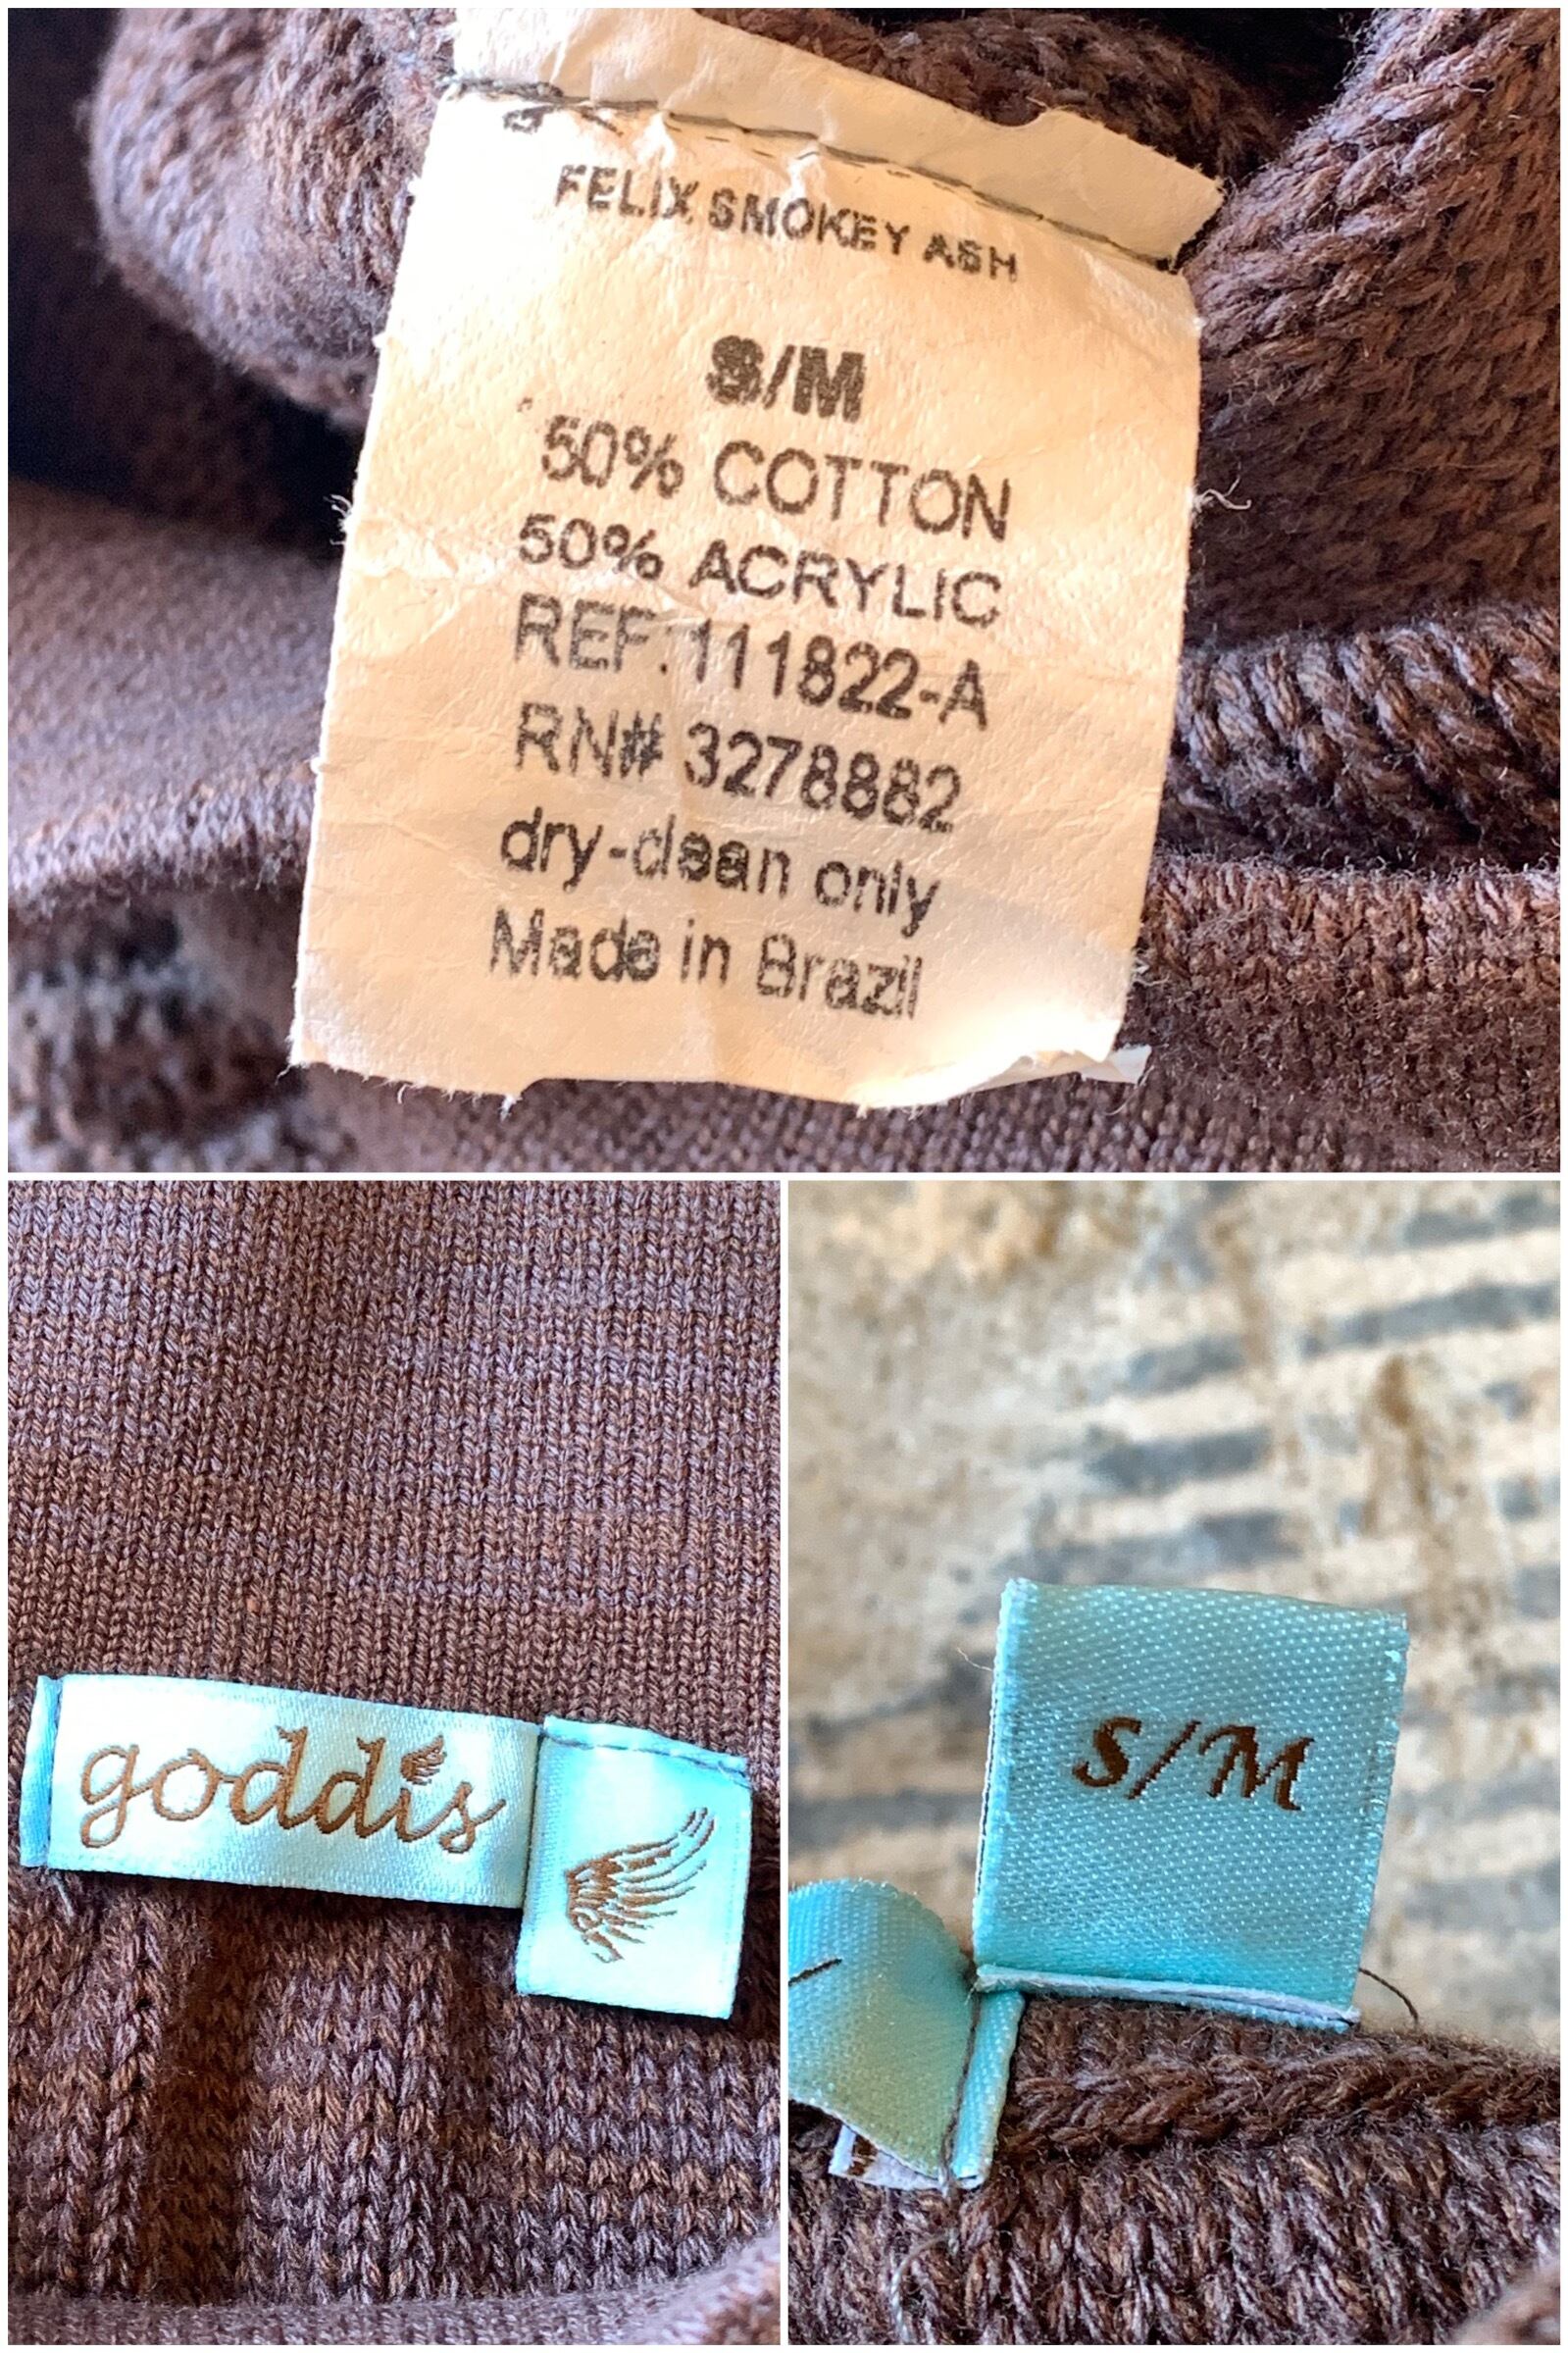 FELIX SMOKEY ASH
S/M
50% COTTON
50% ACRYLIC
REF.111822-A
RN# 3278882
dry-clean only
Made in Brazil
goddis
S/M